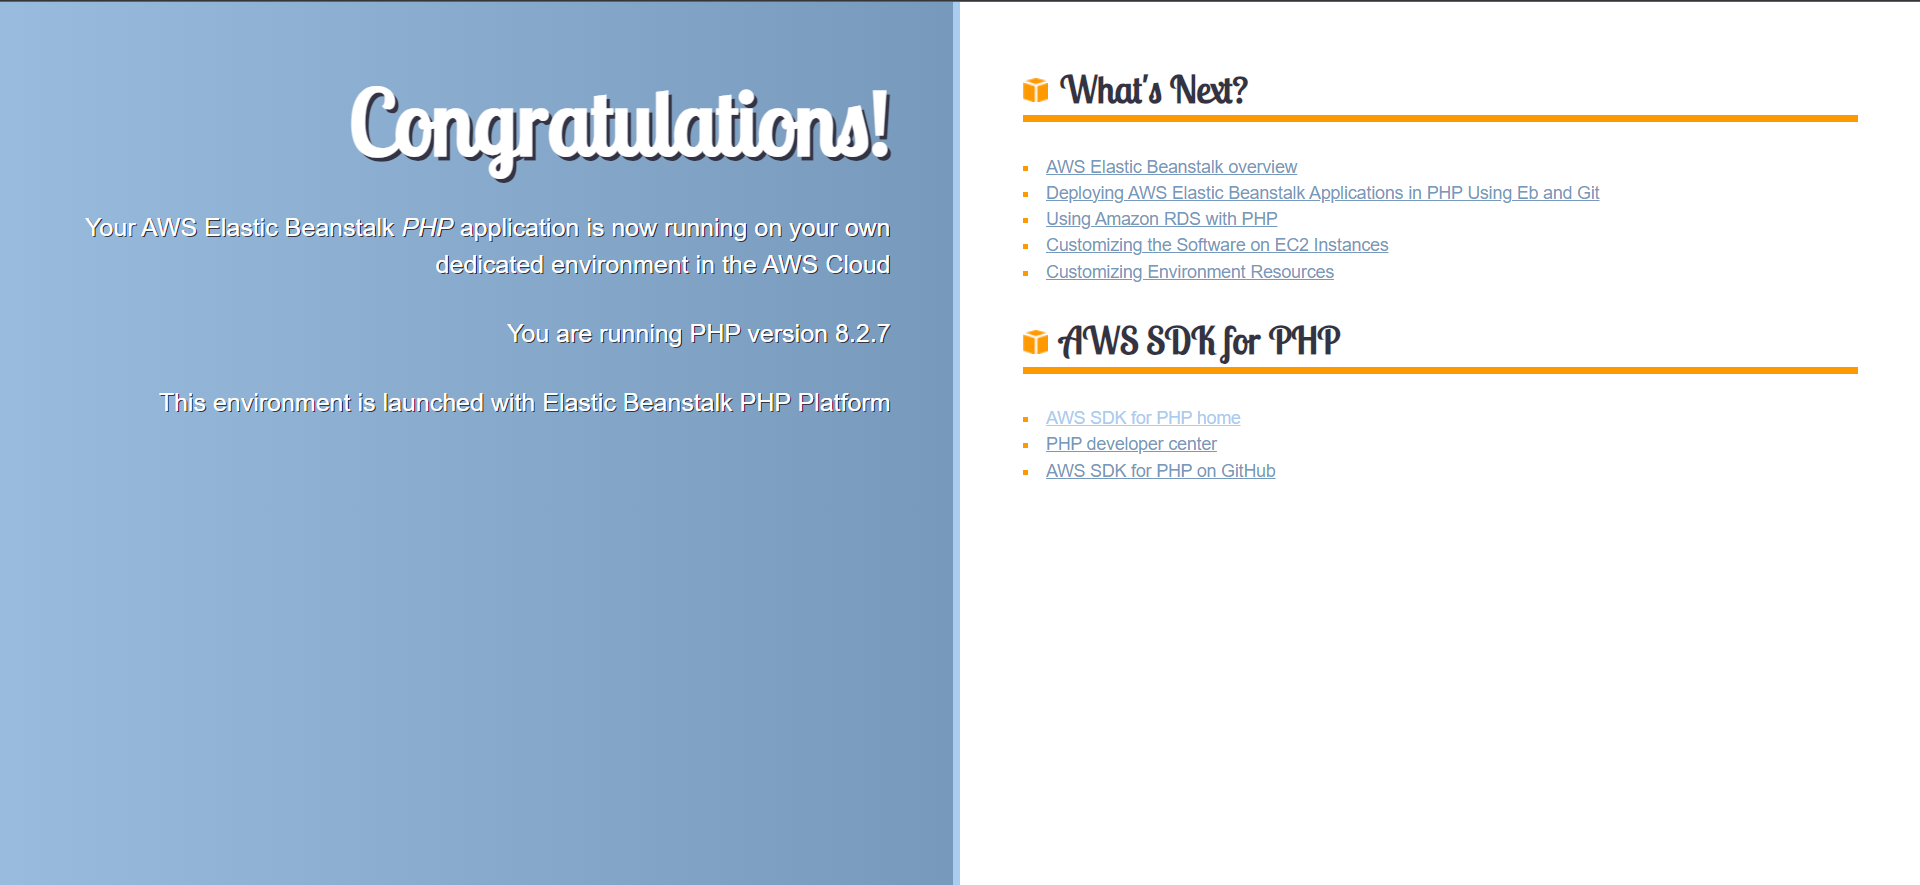 Congratulations!
Your AWS Elastic Beanstalk PHP application is now running on your own
dedicated environment in the AWS Cloud
You are running PHP version 8.2.7
This environment is launched with Elastic Beanstalk PHP Platform
What's Next?
AWS Elastic Beanstalk overview
Deploying AWS Elastic Beanstalk Applications in PHP Using Eb and Git
Using Amazon RDS with PHP
Customizing the Software on EC2 Instances
Customizing Environment Resources
AWS SDK for PHP
AWS SDK for PHP home
PHP developer center
AWS SDK for PHP on GitHub